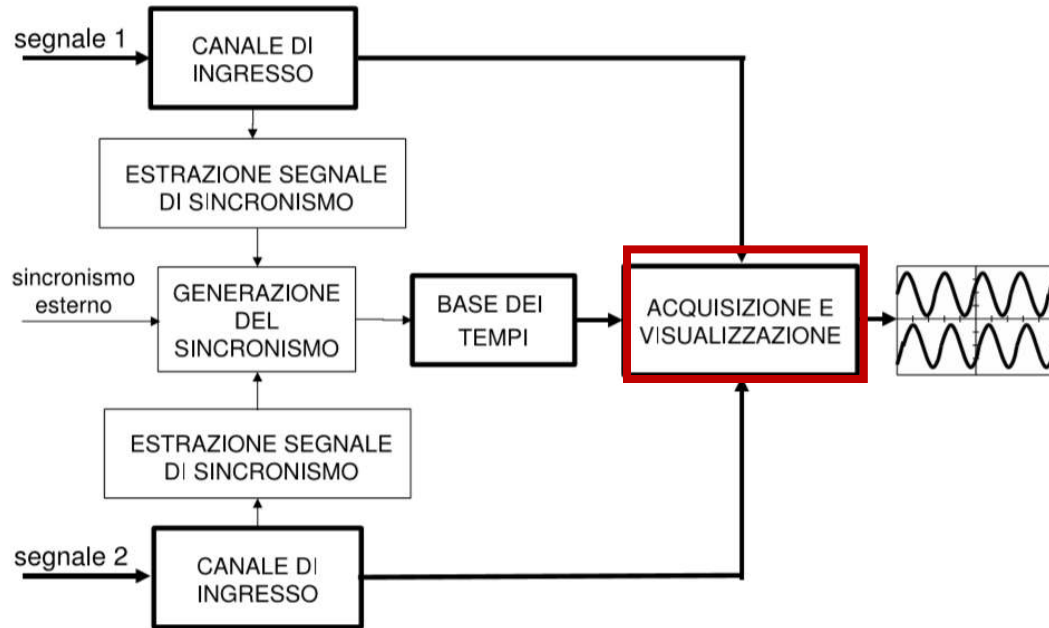 segnale 1
CANALE DI
INGRESSO
ESTRAZIONE SEGNALE
DI SINCRONISMO
sincronismo
esterno
GENERAZIONE
DEL
SINCRONISMO
BASE DEI
TEMPI
ACQUISIZIONE E
VISUALIZZAZIONE
ESTRAZIONE SEGNALE
DI SINCRONISMO
segnale 2
CANALE DI
INGRESSO